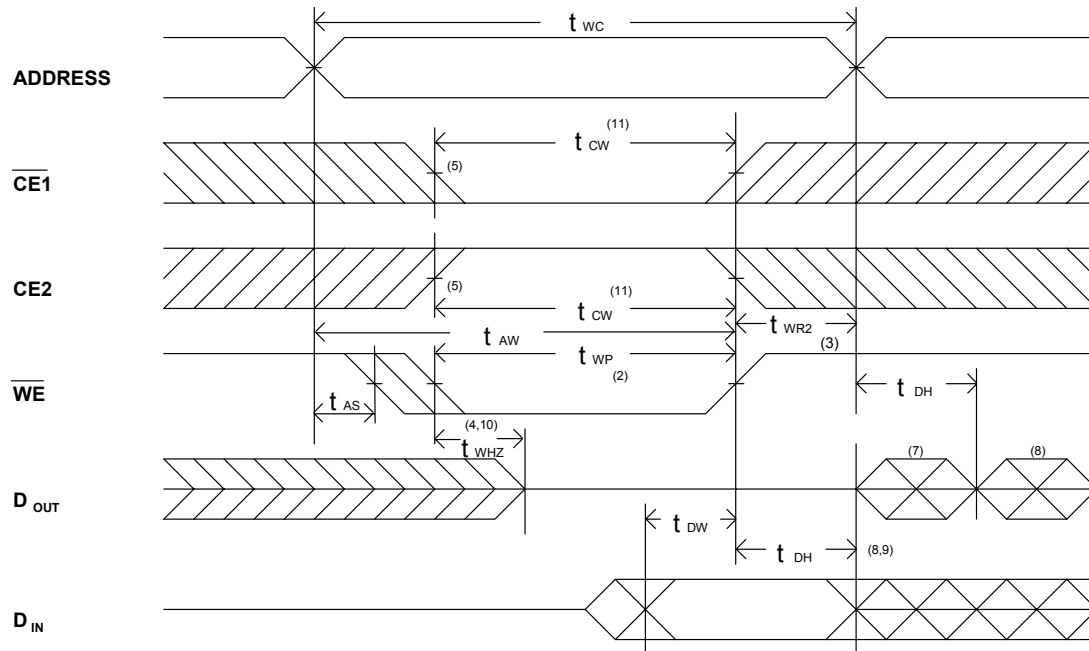 t WC
ADDRESS
(11)
t CW
CE1
(5)
CE2
(5)
(11)
t CW
t WR2
t AW
t WP
(3)
(2)
WE
t DH
t AS
(4,10)
t WHZ
(7)
(8)
D OUT
t DW
t DH
(8,9)
D IN